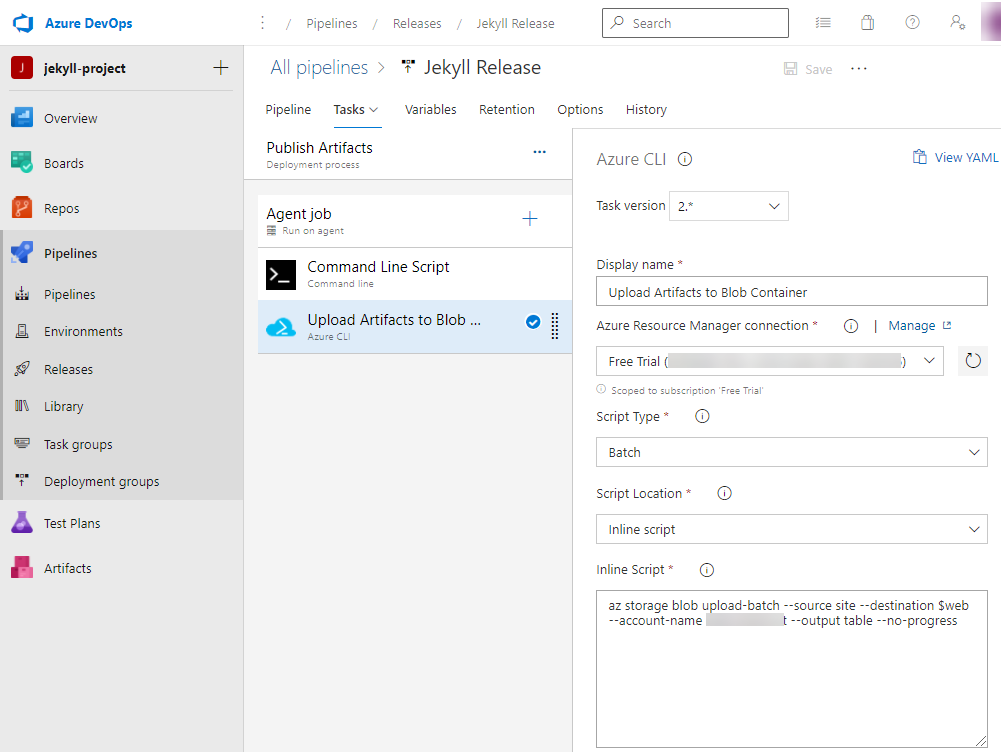 Azure DevOps
/ Pipelines / Releases / Jekyll Release
Search
J jekyll-project
Overview
Boards
Repos
Pipelines
Pipelines
Environments
Releases
Library
Task groups
Deployment groups
Test Plans
Artifacts
All pipelines > Jekyll Release
Save
Pipeline Tasks Variables Retention Options History
Publish Artifacts
Deployment process
Agent job
Run on agent
Command Line Script
Command line
Upload Artifacts to Blob ...
Azure CLI
Azure CLI
View YAML
Task version 2.*
Display name *
Upload Artifacts to Blob Container
Azure Resource Manager connection * | Manage
Free Trial ( )
Scoped to subscription 'Free Trial'
Script Type *
Batch
Script Location *
Inline script
Inline Script *
az storage blob upload-batch --source site --destination $web
--account-name t --output table --no-progress